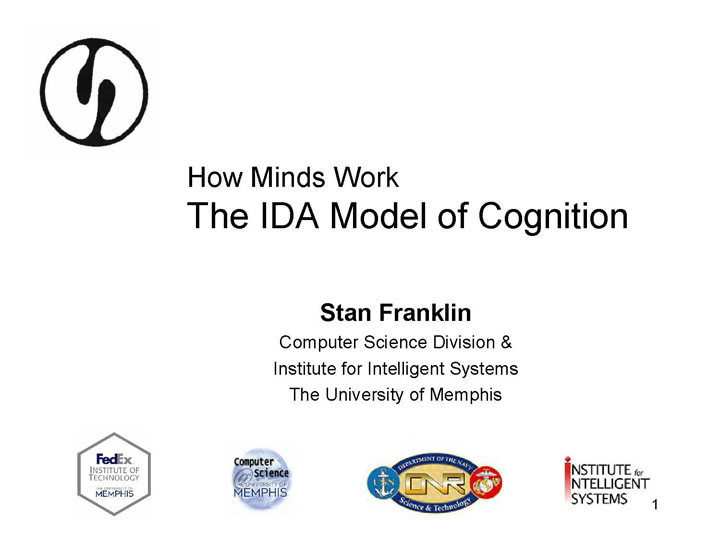 How Minds Work
The IDA Model of Cognition
Stan Franklin
Computer Science Division &
Institute for Intelligent Systems
The University of Memphis
FedEx
INSTITUTE OF
TECHNOLOGY
THE UNIVERSITY OF
MEMPHIS
Computer
Science
UNIVERSITY OF
MEMPHIS
DEPARTMENT OF THE NAVY
ONR
Science & Technology
INSTITUTE for
INTELLIGENT
SYSTEMS
1